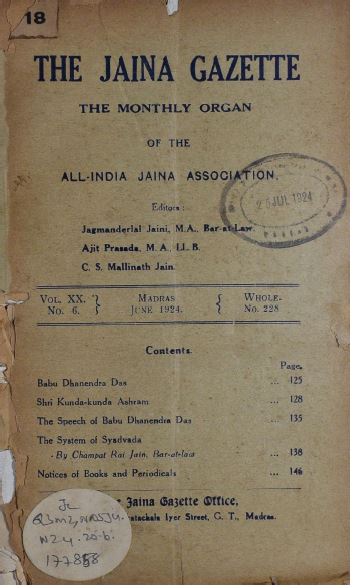 18
THE JAINA GAZETTE
THE MONTHLY ORGAN
OF THE
ALL-INDIA JAINA ASSOCIATION.
25 JUL 1924
Editors :
Jagmanderlal Jaini, M.A., Bar-at-Law.
Ajit Prasada, M.A., LL.B.
C. S. Mallinath Jain.
VOL. XX. No. 6. } MADRAS JUNE 1924. { WHOLE- No. 228
Contents.
Page.
Babu Dhanendra Das ... 125
Shri Kunda-kunda Ashram ... 128
The Speech of Babu Dhanendra Das ... 135
The System of Syadvada
- By Champat Rai Jain, Bar-at-law ... 138
Notices of Books and Periodicals ... 146
Jaina Gazette Office,
Iyer Street, G. T., Madras.